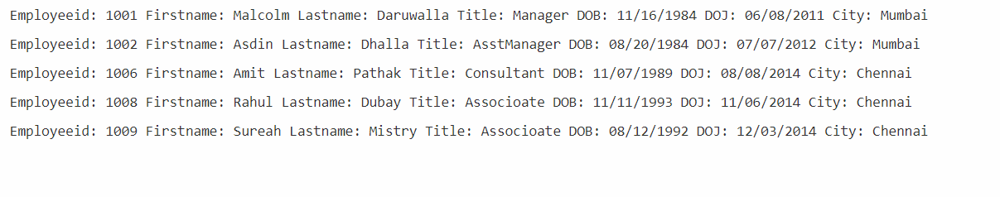 Employeeid: 1001 Firstname: Malcolm Lastname: Daruwalla Title: Manager DOB: 11/16/1984 DOJ: 06/08/2011 City: Mumbai
Employeeid: 1002 Firstname: Asdin Lastname: Dhalla Title: AsstManager DOB: 08/20/1984 DOJ: 07/07/2012 City: Mumbai
Employeeid: 1006 Firstname: Amit Lastname: Pathak Title: Consultant DOB: 11/07/1989 DOJ: 08/08/2014 City: Chennai
Employeeid: 1008 Firstname: Rahul Lastname: Dubay Title: Associoate DOB: 11/11/1993 DOJ: 11/06/2014 City: Chennai
Employeeid: 1009 Firstname: Sureah Lastname: Mistry Title: Associoate DOB: 08/12/1992 DOJ: 12/03/2014 City: Chennai